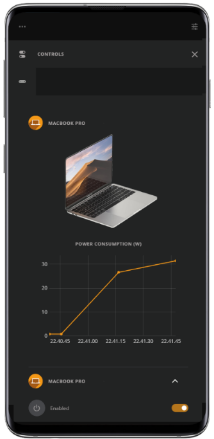 CONTROLS
MACBOOK PRO
POWER CONSUMPTION (W)
30
20
10
0
22.40.45 22.41.00 22.41.15 22.41.30 22.41.45
MACBOOK PRO
Enabled